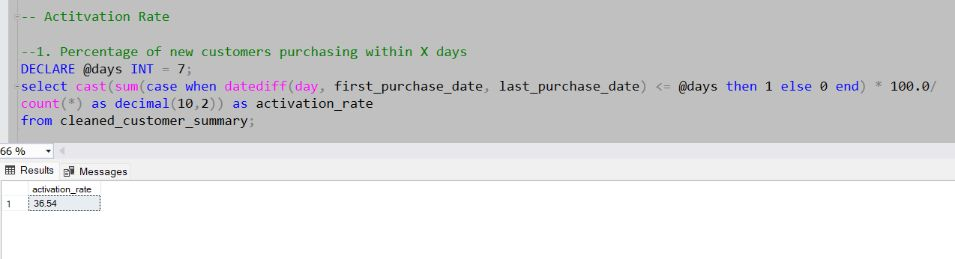 -- Actitvation Rate
--1. Percentage of new customers purchasing within X days
DECLARE @days INT = 7;
select cast(sum(case when datediff(day, first_purchase_date, last_purchase_date) <= @days then 1 else 0 end) * 100.0/
count(*) as decimal(10,2)) as activation_rate
from cleaned_customer_summary;
66 %
Results Messages
activation_rate
1 36.54